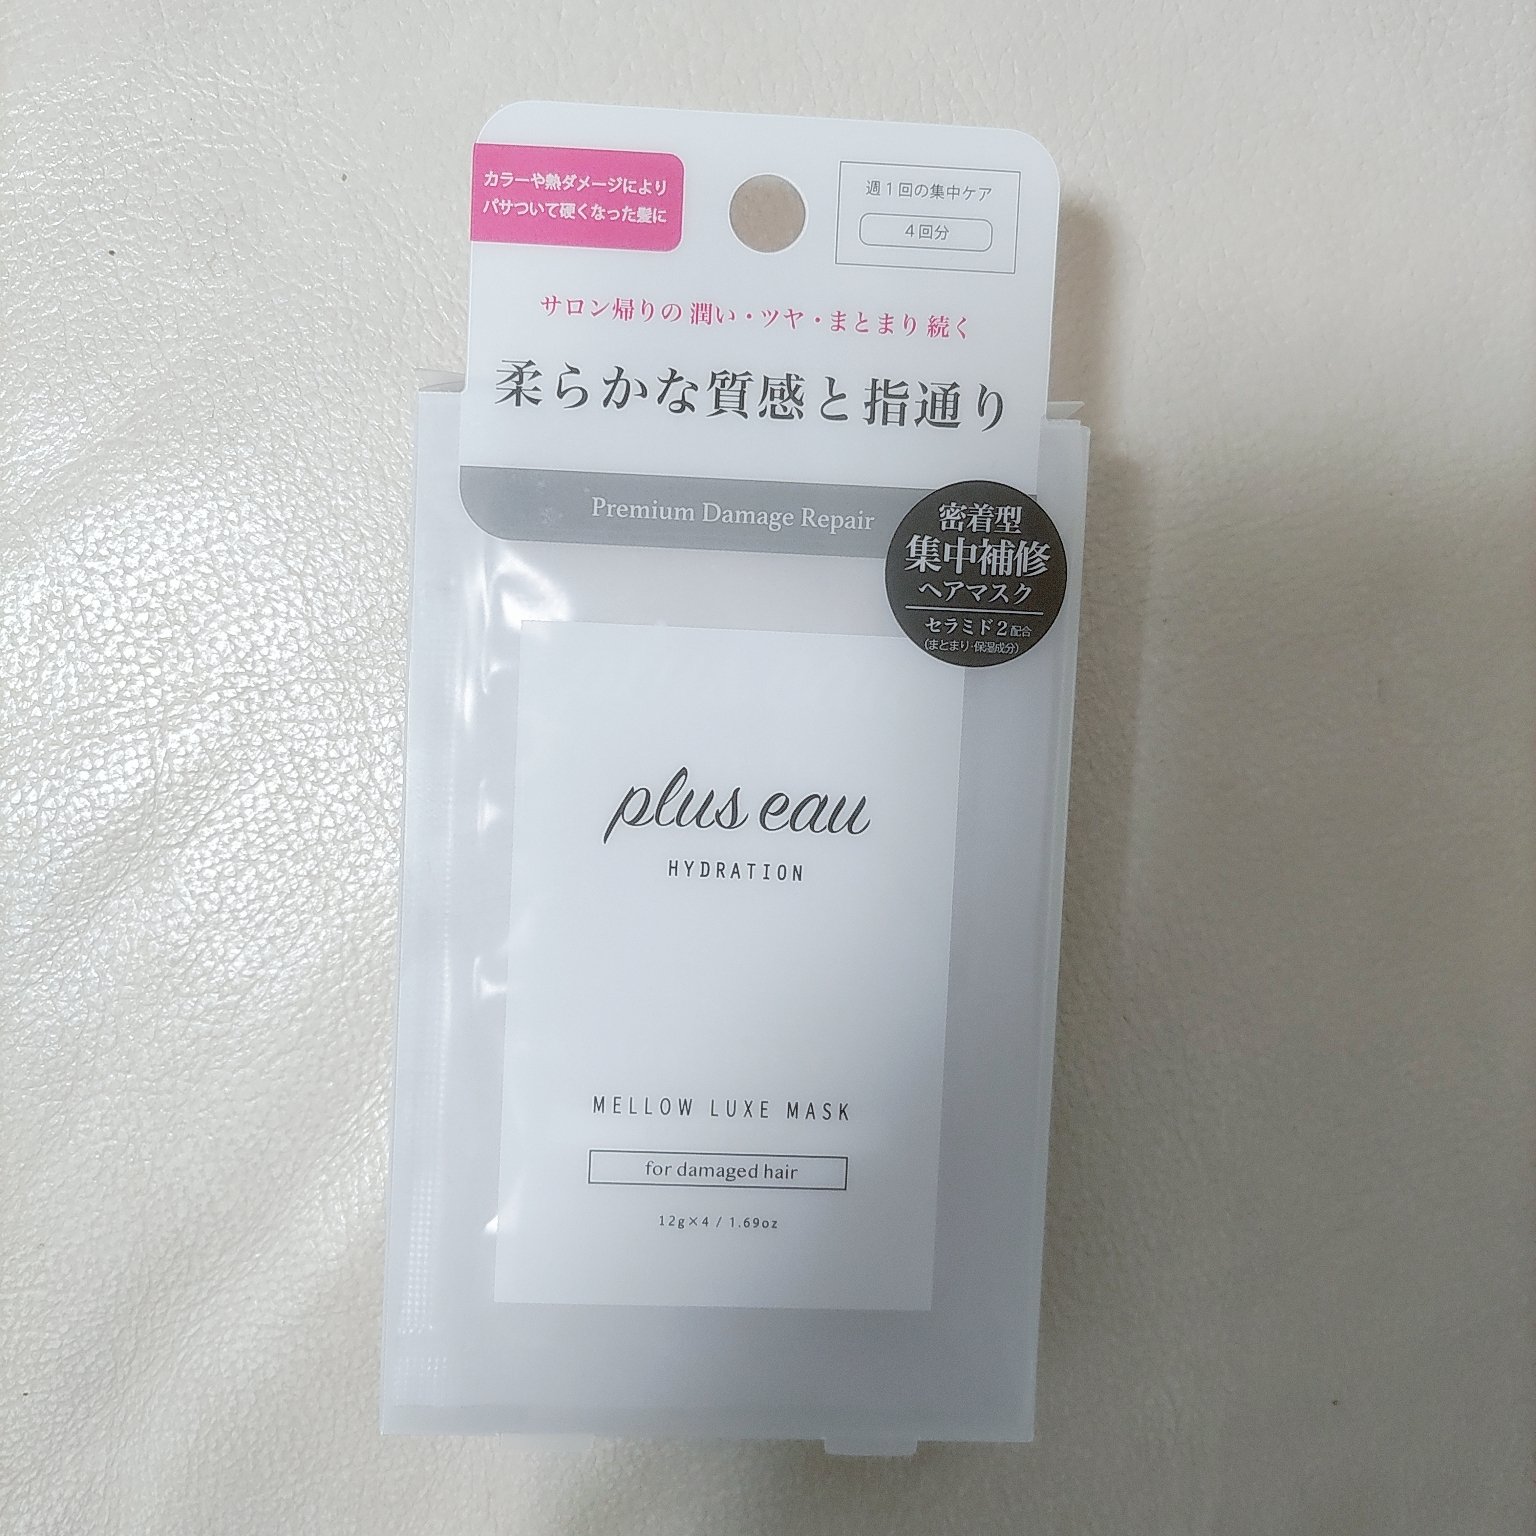 カラーや熱ダメージにより
パサついて硬くなった髪に
週1回の集中ケア
4回分
サロン帰りの潤い・ツヤ・まとまり続く
柔らかな質感と指通り
Premium Damage Repair
密着型
集中補修
ヘアマスク
セラミド2配合
(まとまり・保湿成分)
plus eau
HYDRATION
MELLOW LUXE MASK
for damaged hair
12g×4 / 1.69oz